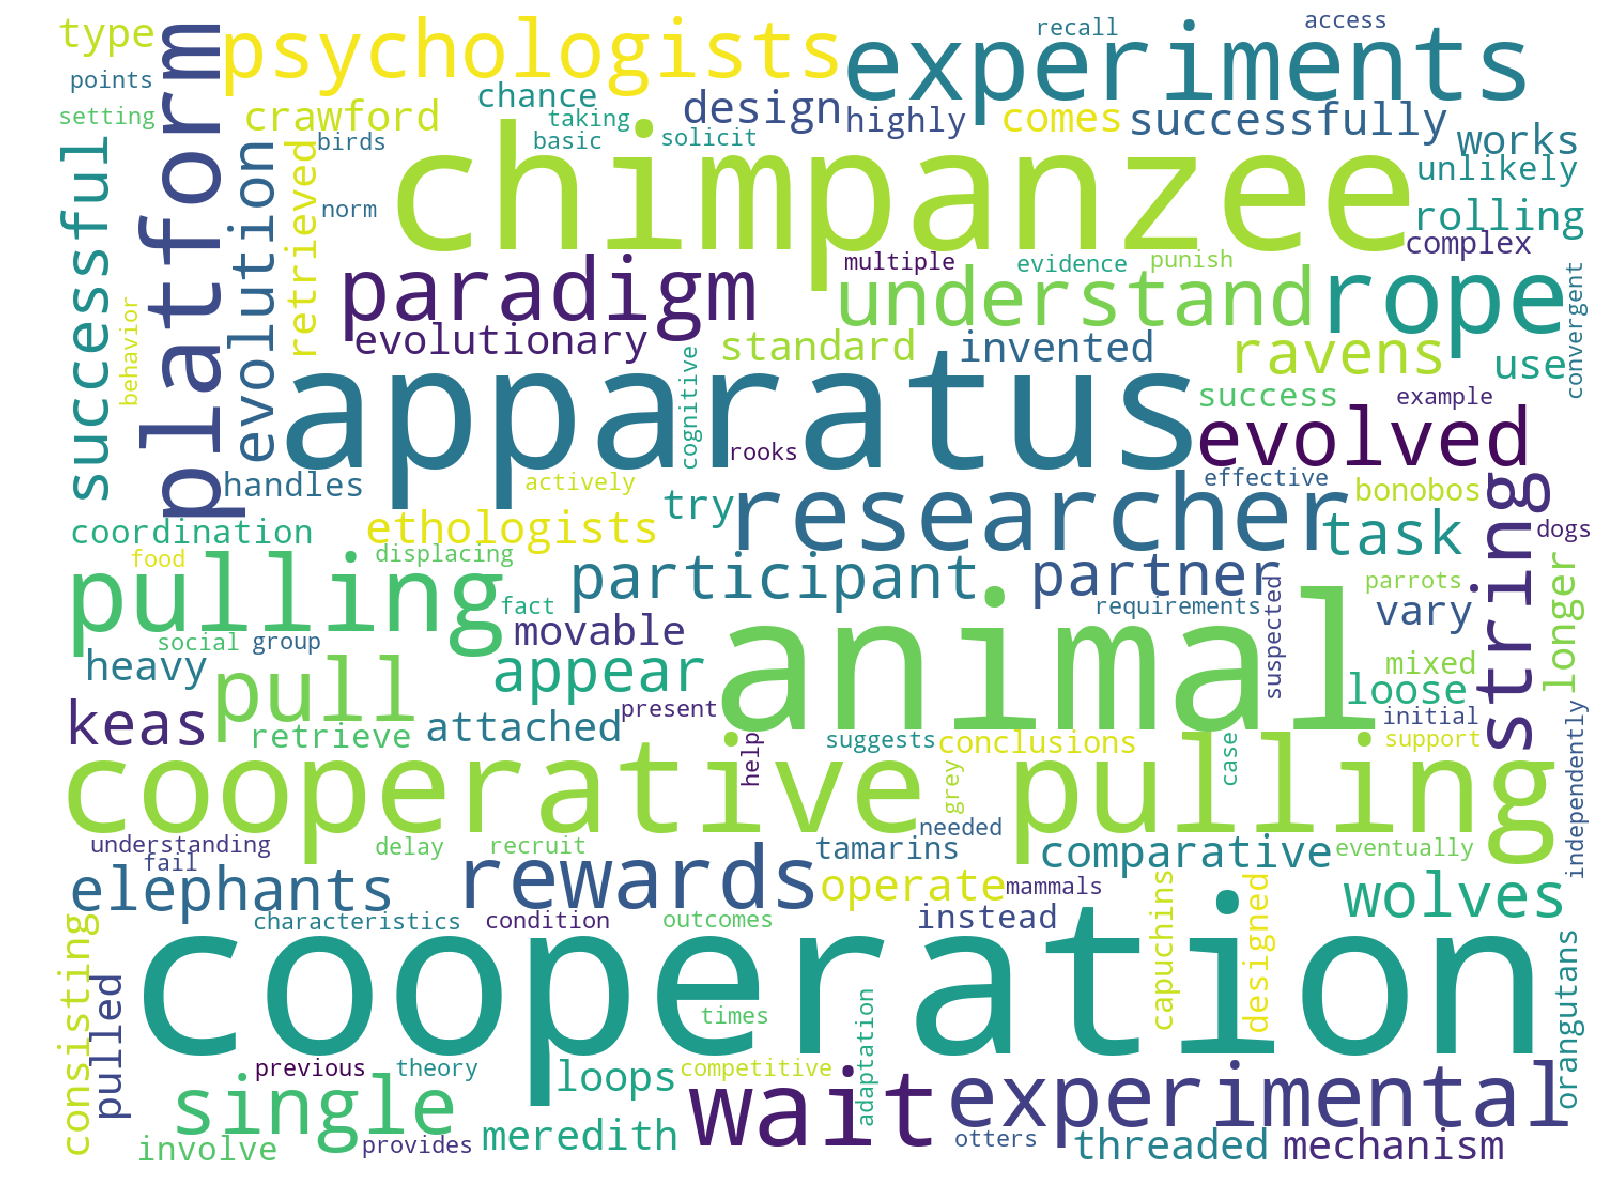 type
platform
psychologists
experiments
recall
access
points
setting
crawford
chance
taking
design
highly
comes
successfully
works
birds
basic
solicit
chimpanzee
unlikely
successful
evolution
retrieved
norm
rolling
complex
paradigm
multiple
evidence
punish
understand
rope
convergent
behavior
evolutionary
standard
invented
ravens
use
apparatus
cognitive
success
example
rooks
evolved
handles
actively
researcher
effective
bonobos
string
coordination
ethologists
try
task
dogs
food
displacing
pulling
participant
partner
suspected
parrots
longer
fact
requirements
vary
social
group
movable
animal
heavy
pull
appear
mixed
loose
keas
retrieve
attached
present
initial
independently
help
suggests
conclusions
case
support
cooperative pulling
grey
understanding
delay
recruit
needed
fail
tamarins
comparative
eventually
elephants
rewards
operate
mammals
wolves
characteristics
condition
outcomes
instead
capuchins
designed
consisting
pulled
cooperation
orangutans
times
adaptation
previous
theory
loops
competitive
single
wait
experimental
involve
provides
meredith
otters
threaded
mechanism